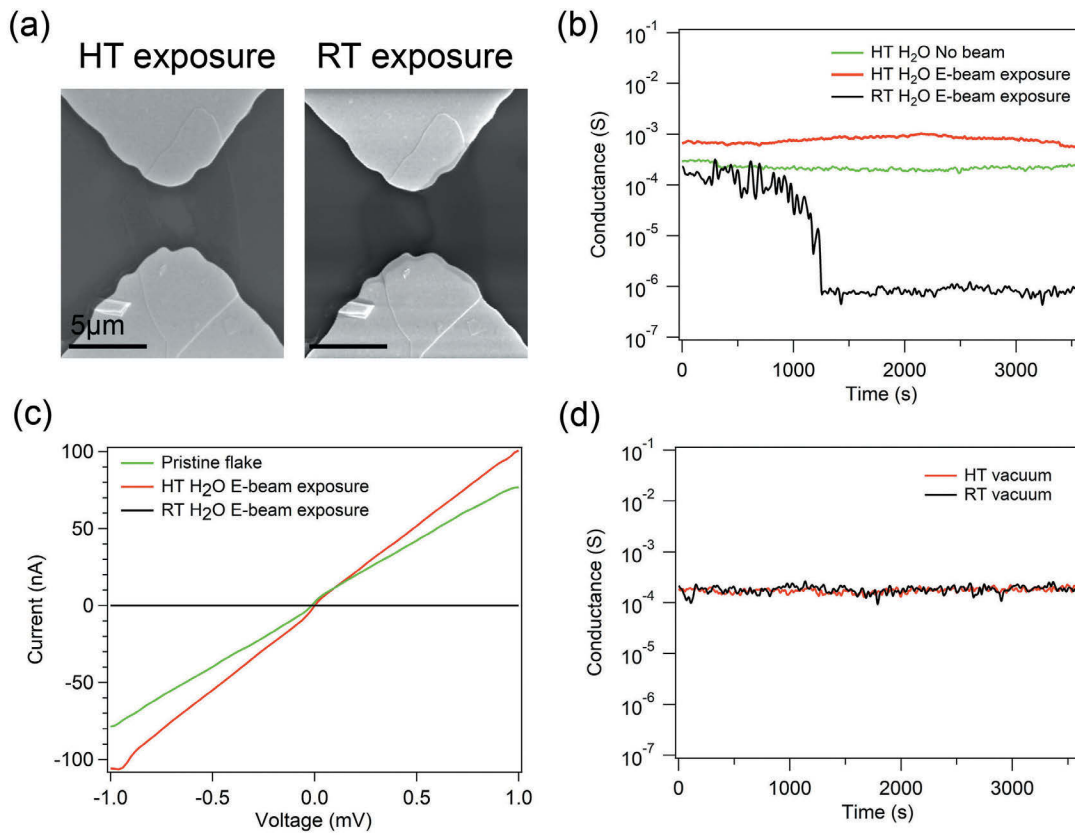 (a)
HT exposure
RT exposure
5µm
(b)
Conductance (S)
10⁻¹
10⁻²
10⁻³
10⁻⁴
10⁻⁵
10⁻⁶
10⁻⁷
HT H₂O No beam
HT H₂O E-beam exposure
RT H₂O E-beam exposure
0
1000
2000
3000
Time (s)
(c)
Current (nA)
100
50
0
-50
-100
Pristine flake
HT H₂O E-beam exposure
RT H₂O E-beam exposure
-1.0
-0.5
0.0
0.5
1.0
Voltage (mV)
(d)
Conductance (S)
10⁻¹
10⁻²
10⁻³
10⁻⁴
10⁻⁵
10⁻⁶
10⁻⁷
HT vacuum
RT vacuum
0
1000
2000
3000
Time (s)